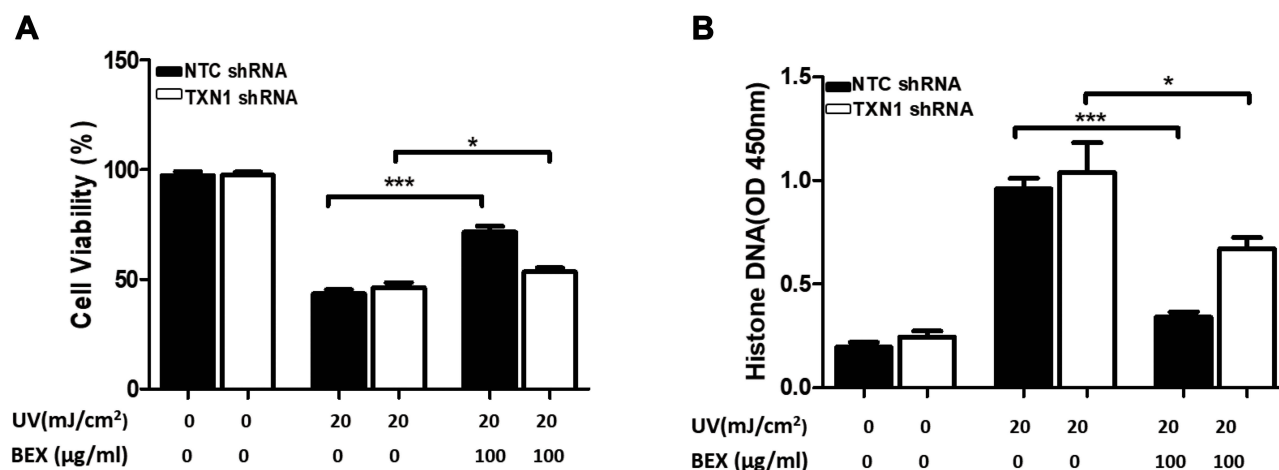 A
150
NTC shRNA
TXN1 shRNA
*
100
***
50
0
Cell Viability (%)
UV(mJ/cm²) 0 0 20 20 20 20
BEX (µg/ml) 0 0 0 0 100 100
B
1.5
NTC shRNA
TXN1 shRNA
*
***
1.0
0.5
0.0
Histone DNA(OD 450nm)
UV(mJ/cm²) 0 0 20 20 20 20
BEX (µg/ml) 0 0 0 0 100 100